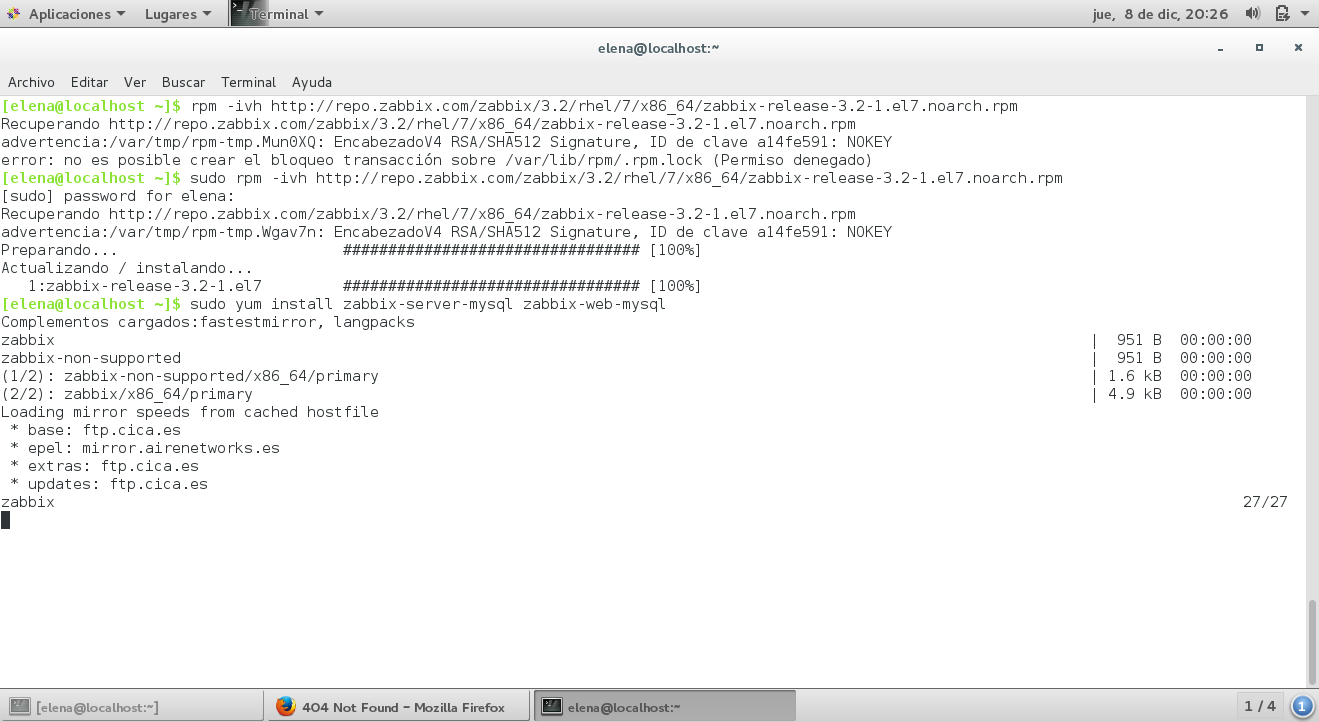 Aplicaciones Lugares Terminal jue, 8 de dic, 20:26
elena@localhost:~
Archivo Editar Ver Buscar Terminal Ayuda
[elena@localhost ~]$ rpm -ivh http://repo.zabbix.com/zabbix/3.2/rhel/7/x86_64/zabbix-release-3.2-1.el7.noarch.rpm
Recuperando http://repo.zabbix.com/zabbix/3.2/rhel/7/x86_64/zabbix-release-3.2-1.el7.noarch.rpm
advertencia:/var/tmp/rpm-tmp.Mun0XQ: EncabezadoV4 RSA/SHA512 Signature, ID de clave a14fe591: NOKEY
error: no es posible crear el bloqueo transacción sobre /var/lib/rpm/.rpm.lock (Permiso denegado)
[elena@localhost ~]$ sudo rpm -ivh http://repo.zabbix.com/zabbix/3.2/rhel/7/x86_64/zabbix-release-3.2-1.el7.noarch.rpm
[sudo] password for elena:
Recuperando http://repo.zabbix.com/zabbix/3.2/rhel/7/x86_64/zabbix-release-3.2-1.el7.noarch.rpm
advertencia:/var/tmp/rpm-tmp.Wgav7n: EncabezadoV4 RSA/SHA512 Signature, ID de clave a14fe591: NOKEY
Preparando... ################################# [100%]
Actualizando / instalando...
1:zabbix-release-3.2-1.el7 ################################# [100%]
[elena@localhost ~]$ sudo yum install zabbix-server-mysql zabbix-web-mysql
Complementos cargados:fastestmirror, langpacks
zabbix | 951 B 00:00:00
zabbix-non-supported | 951 B 00:00:00
(1/2): zabbix-non-supported/x86_64/primary | 1.6 kB 00:00:00
(2/2): zabbix/x86_64/primary | 4.9 kB 00:00:00
Loading mirror speeds from cached hostfile
* base: ftp.cica.es
* epel: mirror.airenetworks.es
* extras: ftp.cica.es
* updates: ftp.cica.es
zabbix 27/27
[elena@localhost:~] 404 Not Found - Mozilla Firefox elena@localhost:~ 1 / 4 1